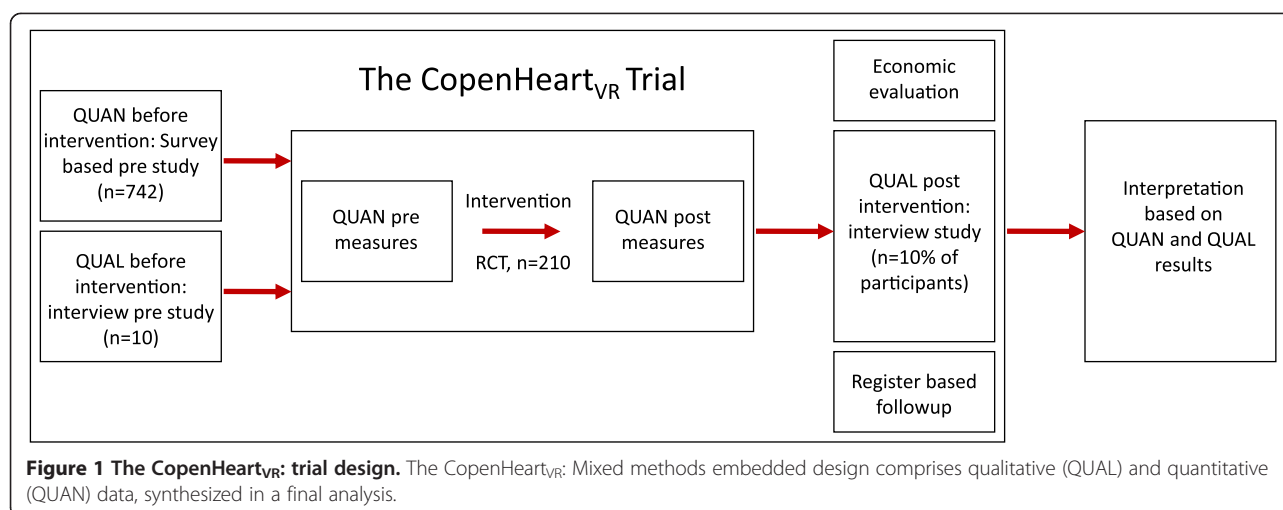 The CopenHeartVR Trial
QUAN before
intervention: Survey
based pre study
(n=742)
QUAL before
intervention:
interview pre study
(n=10)
QUAN pre
measures
Intervention
RCT, n=210
QUAN post
measures
Economic
evaluation
QUAL post
intervention:
interview study
(n=10% of
participants)
Register based
followup
Interpretation
based on
QUAN and QUAL
results
Figure 1 The CopenHeartVR: trial design. The CopenHeartVR: Mixed methods embedded design comprises qualitative (QUAL) and quantitative
(QUAN) data, synthesized in a final analysis.